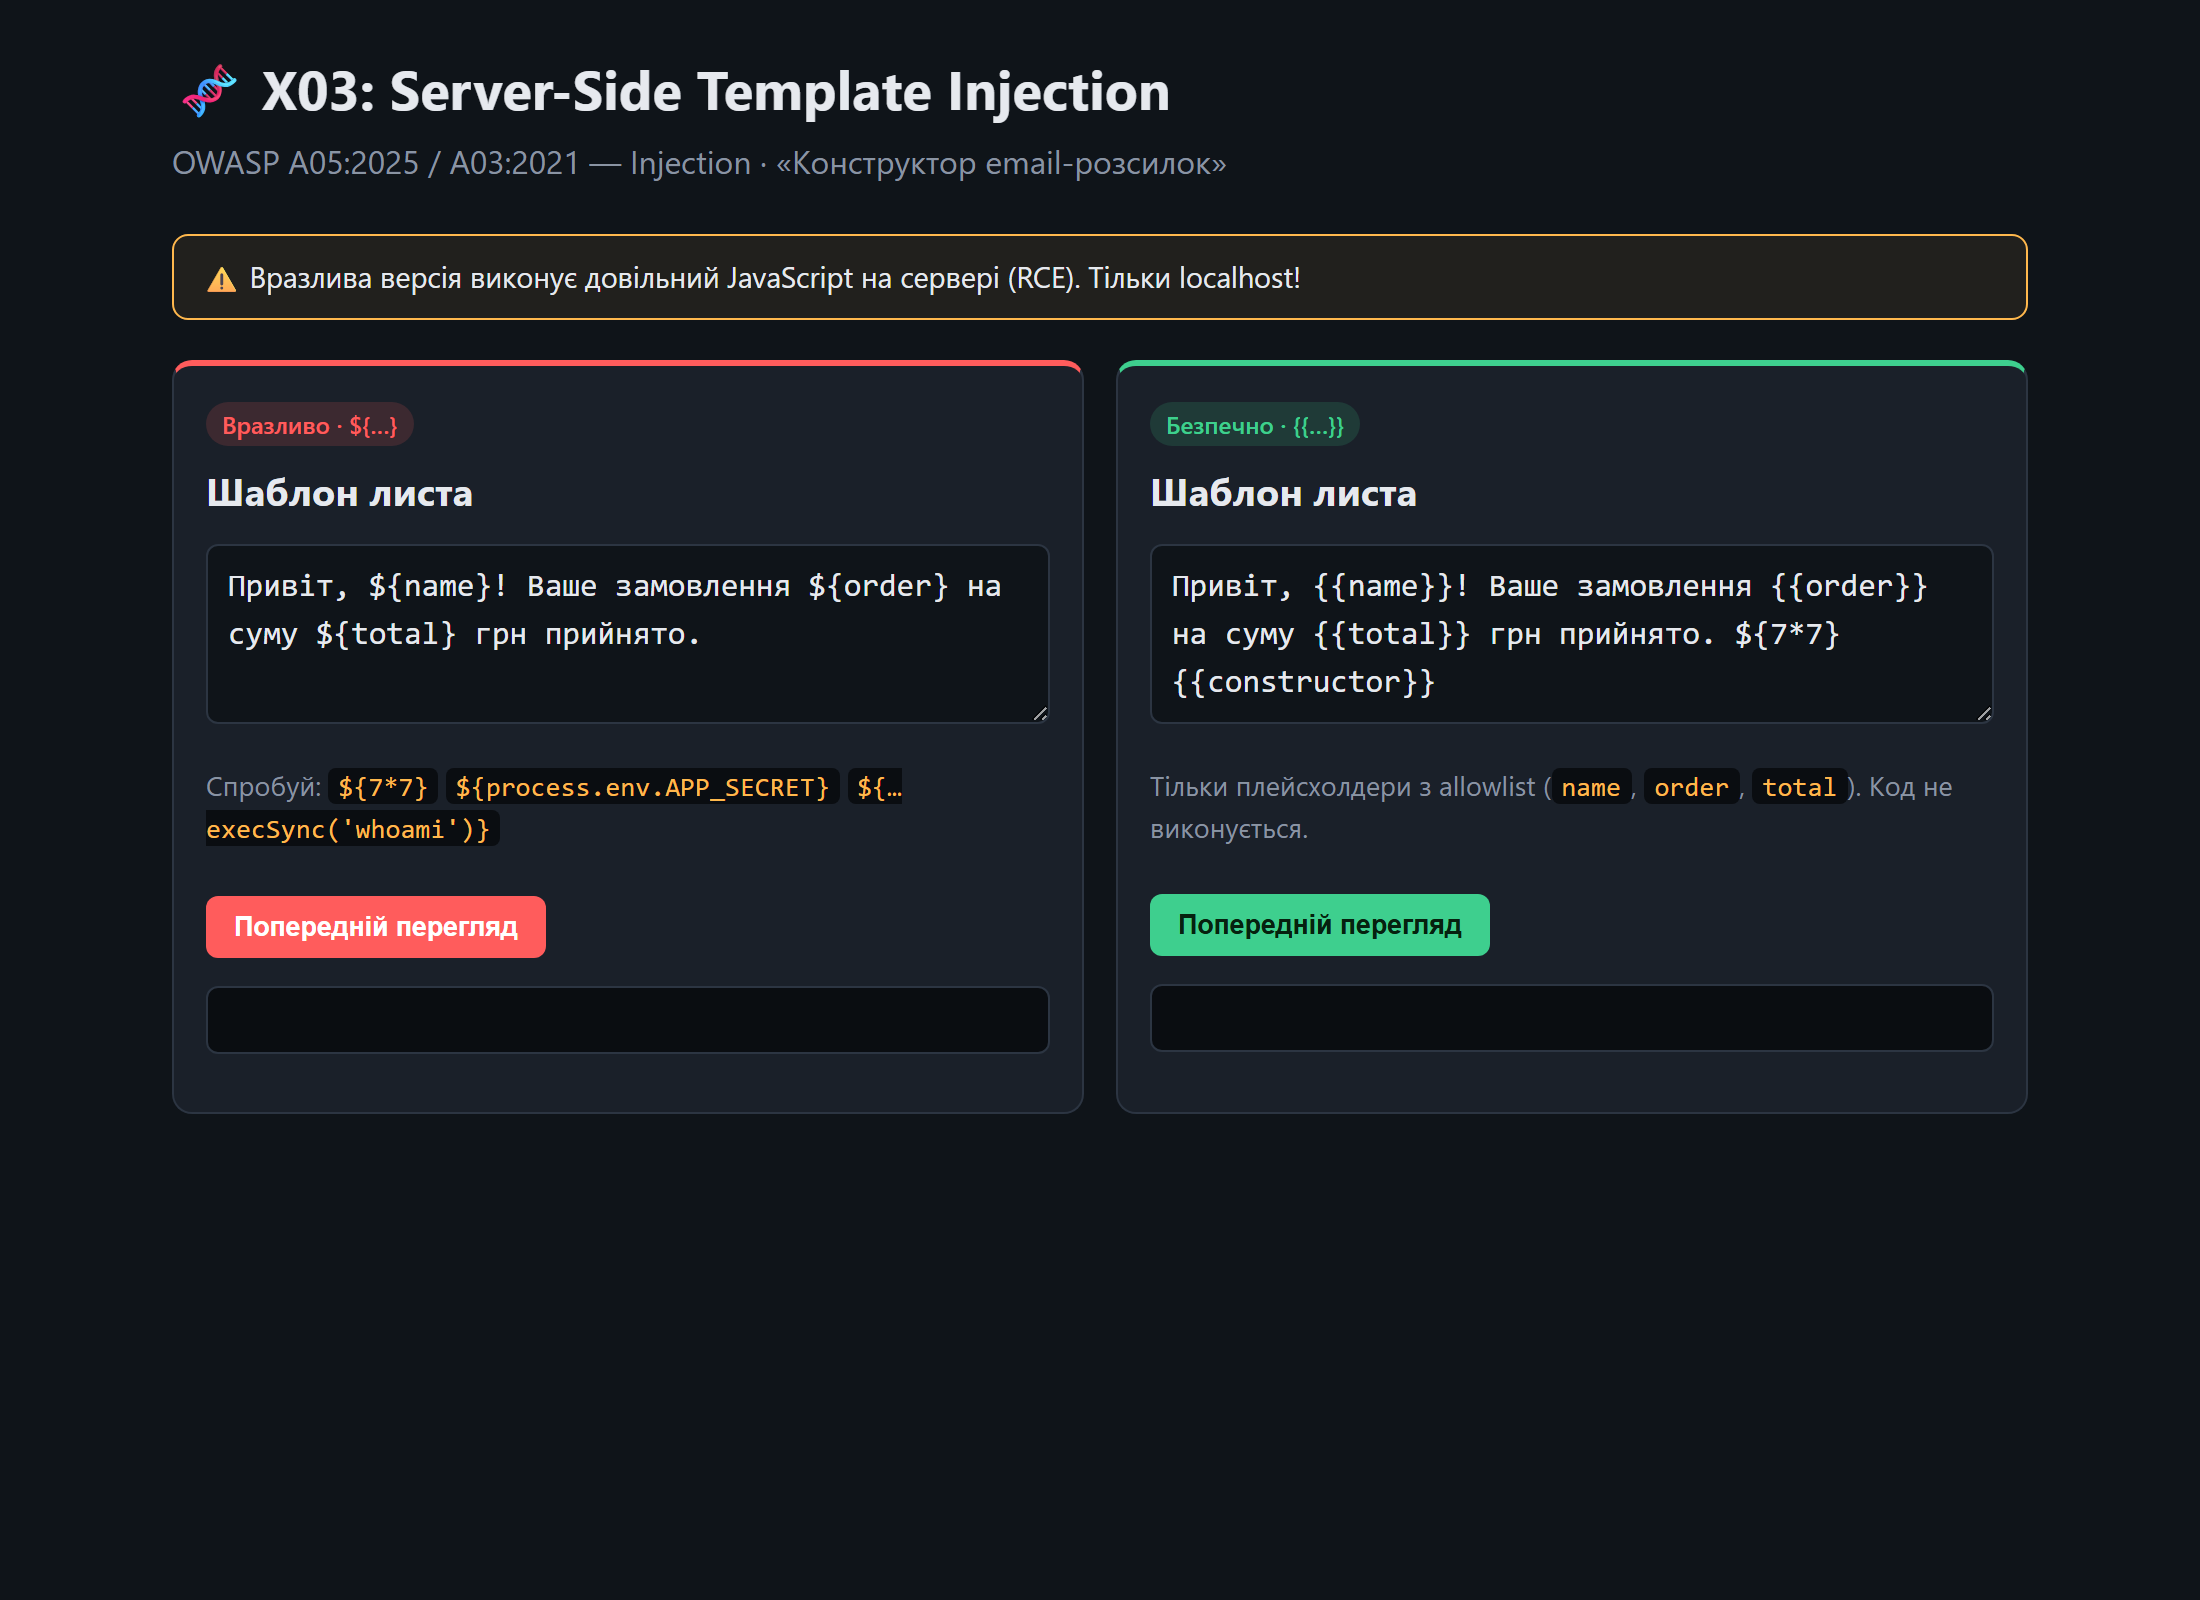 X03: Server-Side Template Injection
OWASP A05:2025 / A03:2021 — Injection · «Конструктор email-розсилок»
Вразлива версія виконує довільний JavaScript на сервері (RCE). Тільки localhost!
Вразливо · ${...}
Шаблон листа
Привіт, ${name}! Ваше замовлення ${order} на
суму ${total} грн прийнято.
Спробуй: ${7*7} ${process.env.APP_SECRET} ${…
execSync('whoami')}
Попередній перегляд
Безпечно · {{...}}
Шаблон листа
Привіт, {{name}}! Ваше замовлення {{order}}
на суму {{total}} грн прийнято. ${7*7}
{{constructor}}
Тільки плейсхолдери з allowlist (name, order, total). Код не
виконується.
Попередній перегляд